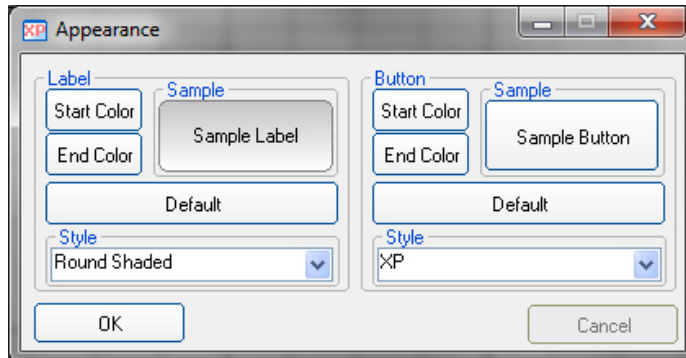 XP Appearance
Label
Sample
Start Color
Sample Label
End Color
Default
Style
Round Shaded
Button
Sample
Start Color
Sample Button
End Color
Default
Style
XP
OK
Cancel